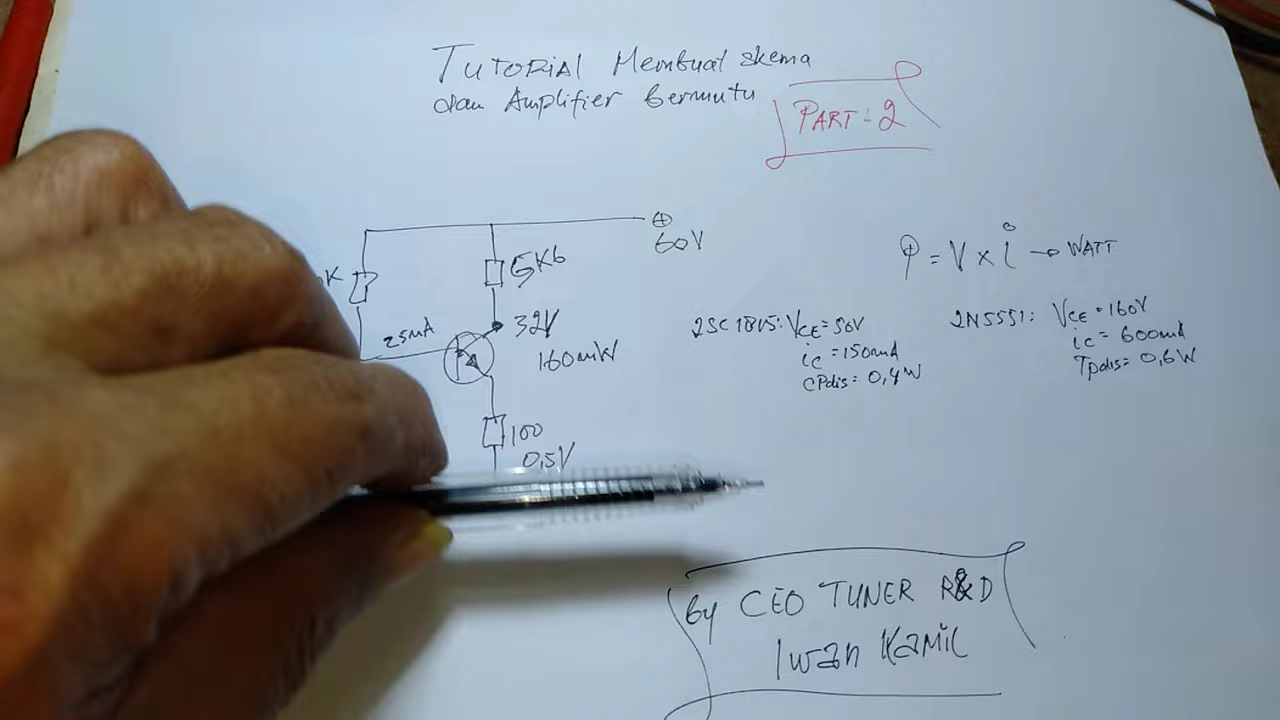 TUTORIAL Membuat skema
dan Amplifier bermutu
PART-2
60V
K
5K6
25mA
32V
160mW
100
0,5V
P = V x i → WATT
2SC1815: VCE = 50V
ic = 150mA
CPdis = 0,4W
2N5551: VCE = 160V
ic = 600mA
Tpdis = 0,6W
by CEO TUNER R&D
Iwan Kamil